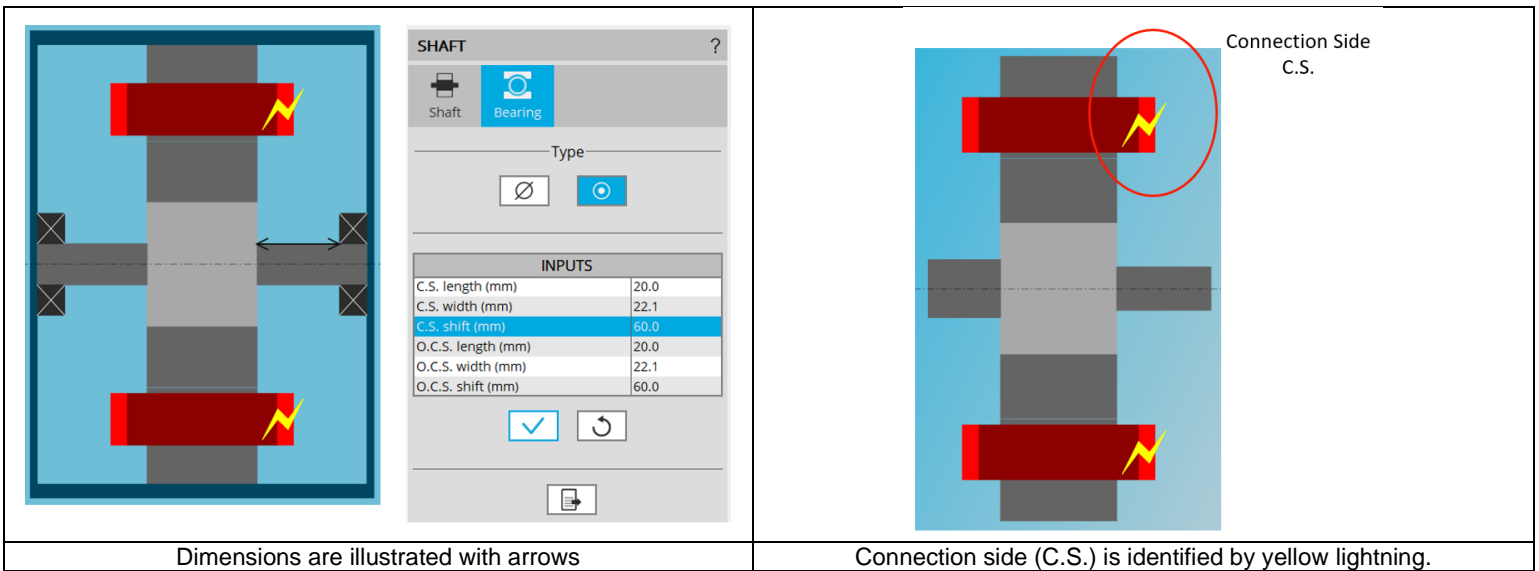 SHAFT ?
Shaft Bearing
Type
INPUTS
C.S. length (mm) 20.0
C.S. width (mm) 22.1
C.S. shift (mm) 60.0
O.C.S. length (mm) 20.0
O.C.S. width (mm) 22.1
O.C.S. shift (mm) 60.0
Dimensions are illustrated with arrows
Connection Side
C.S.
Connection side (C.S.) is identified by yellow lightning.